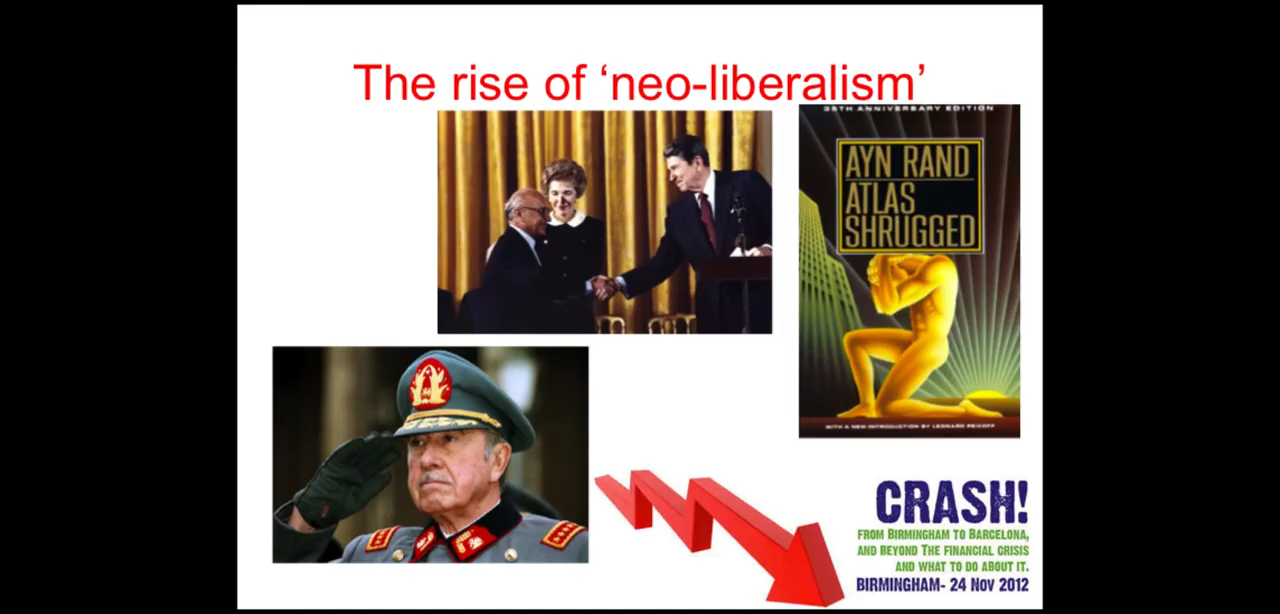 The rise of ‘neo-liberalism’
35TH ANNIVERSARY EDITION
AYN RAND
ATLAS
SHRUGGED
WITH A NEW INTRODUCTION BY LEONARD PEIKOFF
CRASH!
FROM BIRMINGHAM TO BARCELONA,
AND BEYOND THE FINANCIAL CRISIS
AND WHAT TO DO ABOUT IT.
BIRMINGHAM- 24 NOV 2012